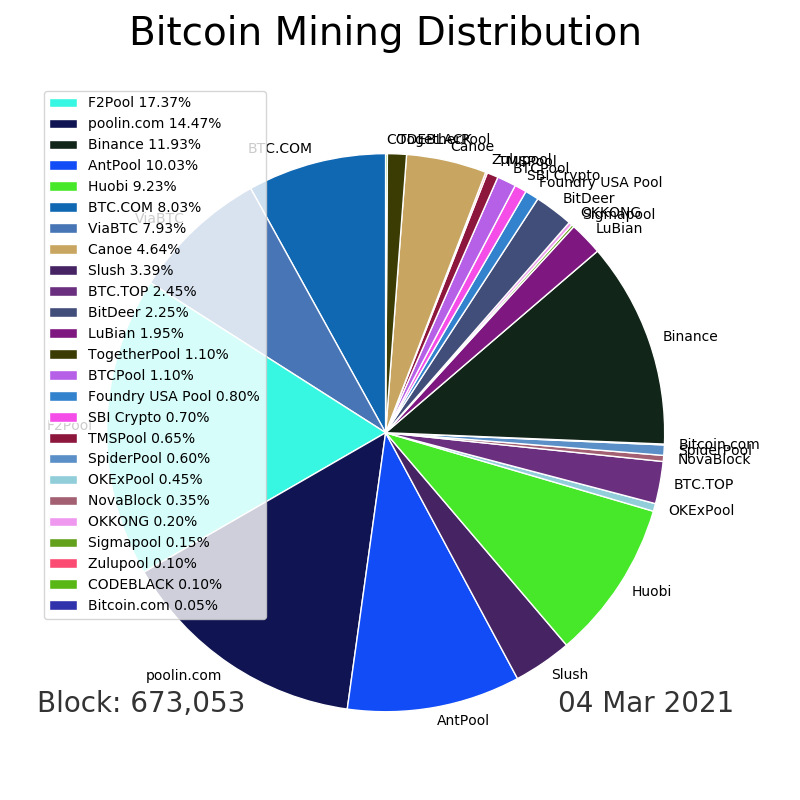 Bitcoin Mining Distribution
F2Pool 17.37%
poolin.com 14.47%
Binance 11.93%
AntPool 10.03%
Huobi 9.23%
BTC.COM 8.03%
ViaBTC 7.93%
Canoe 4.64%
Slush 3.39%
BTC.TOP 2.45%
BitDeer 2.25%
LuBian 1.95%
TogetherPool 1.10%
BTCPool 1.10%
Foundry USA Pool 0.80%
SBI Crypto 0.70%
TMSPool 0.65%
SpiderPool 0.60%
OKExPool 0.45%
NovaBlock 0.35%
OKKONG 0.20%
Sigmapool 0.15%
Zulupool 0.10%
CODEBLACK 0.10%
Bitcoin.com 0.05%
CODEBLACK
TogetherPool
Canoe
Zulupool
TMSPool
BTCPool
SBI Crypto
Foundry USA Pool
BitDeer
OKKONG
Sigmapool
LuBian
Binance
Bitcoin.com
SpiderPool
NovaBlock
BTC.TOP
OKExPool
Huobi
Slush
AntPool
poolin.com
F2Pool
ViaBTC
BTC.COM
Block: 673,053
04 Mar 2021